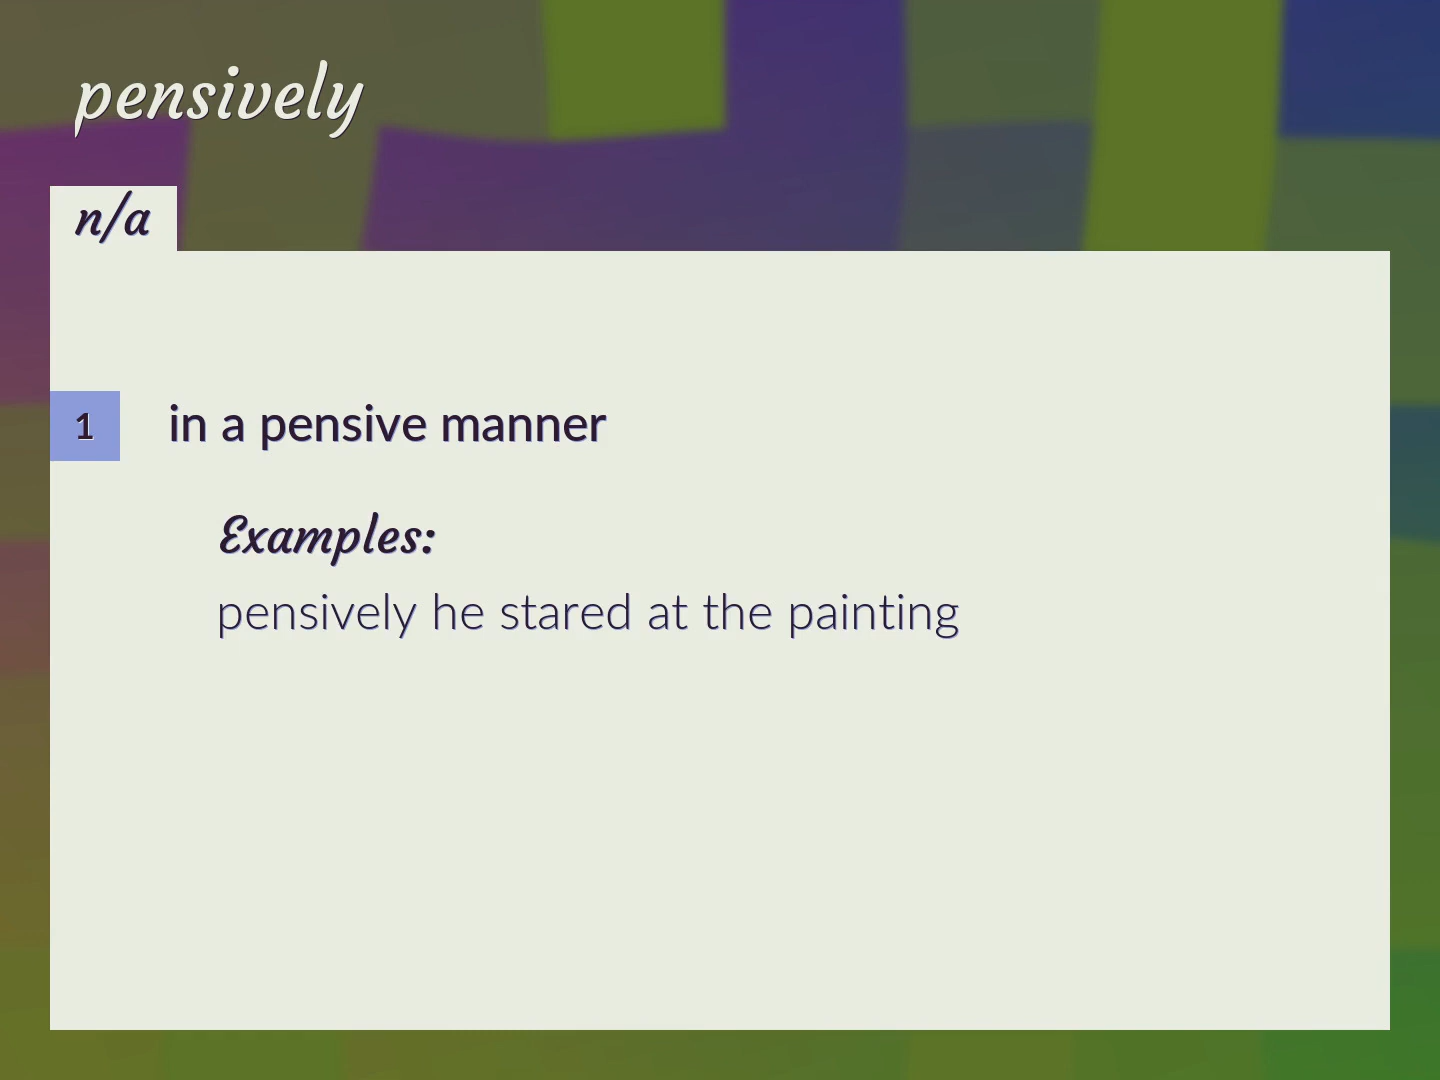 pensively
n/a
1 in a pensive manner
Examples:
pensively he stared at the painting